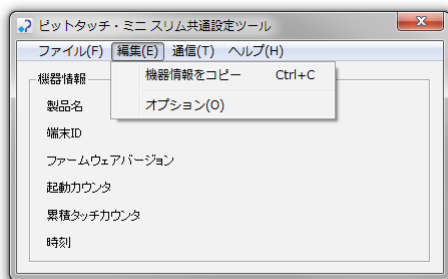 ピットタッチ・ミニ スリム共通設定ツール
ファイル(F) 編集(E) 通信(T) ヘルプ(H)
機器情報をコピー Ctrl+C
オプション(O)
機器情報
製品名
端末ID
ファームウェアバージョン
起動カウンタ
累積タッチカウンタ
時刻